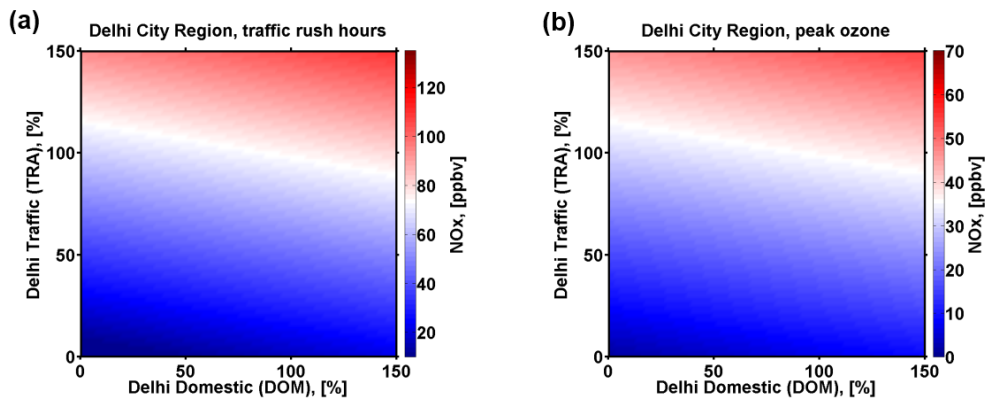 (a)
Delhi City Region, traffic rush hours
150
100
50
0
Delhi Traffic (TRA), [%]
0 50 100 150
Delhi Domestic (DOM), [%]
120
100
80
60
40
20
NOx, [ppbv]
(b)
Delhi City Region, peak ozone
150
100
50
0
Delhi Traffic (TRA), [%]
0 50 100 150
Delhi Domestic (DOM), [%]
70
60
50
40
30
20
10
0
NOx, [ppbv]